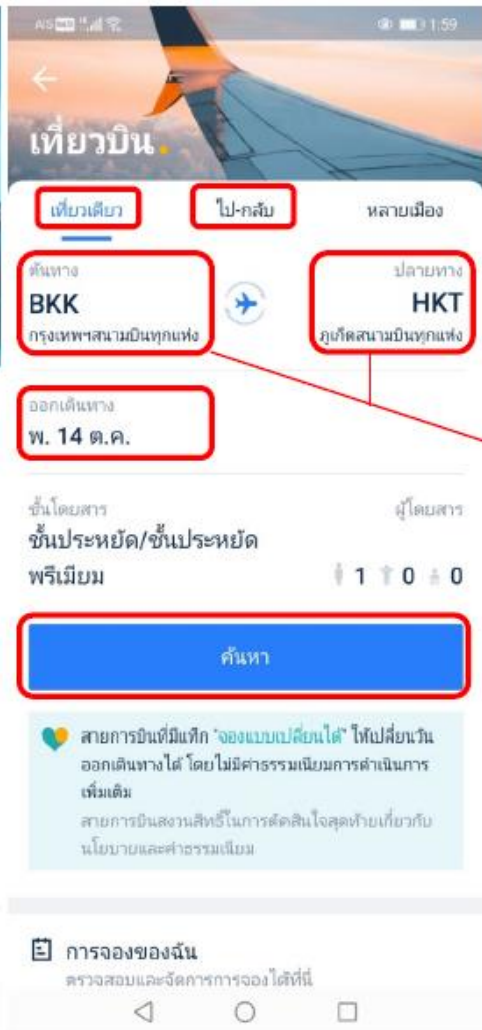 AIS 1:59
เที่ยวบิน
เที่ยวเดียว ไป-กลับ หลายเมือง
ต้นทาง ปลายทาง
BKK HKT
กรุงเทพฯสนามบินทุกแห่ง ภูเก็ตสนามบินทุกแห่ง
ออกเดินทาง
พ. 14 ต.ค.
ชั้นโดยสาร ผู้โดยสาร
ชั้นประหยัด/ชั้นประหยัด
พรีเมียม 1 0 0
ค้นหา
สายการบินที่มีแท็ก "จองแบบเปลี่ยนได้" ให้เปลี่ยนวัน
ออกเดินทางได้ โดยไม่มีค่าธรรมเนียมการดำเนินการ
เพิ่มเติม
สายการบินสงวนสิทธิ์ในการตัดสินใจสุดท้ายเกี่ยวกับ
นโยบายและค่าธรรมเนียม
การจองของฉัน
ตรวจสอบและจัดการการจองได้ที่นี่